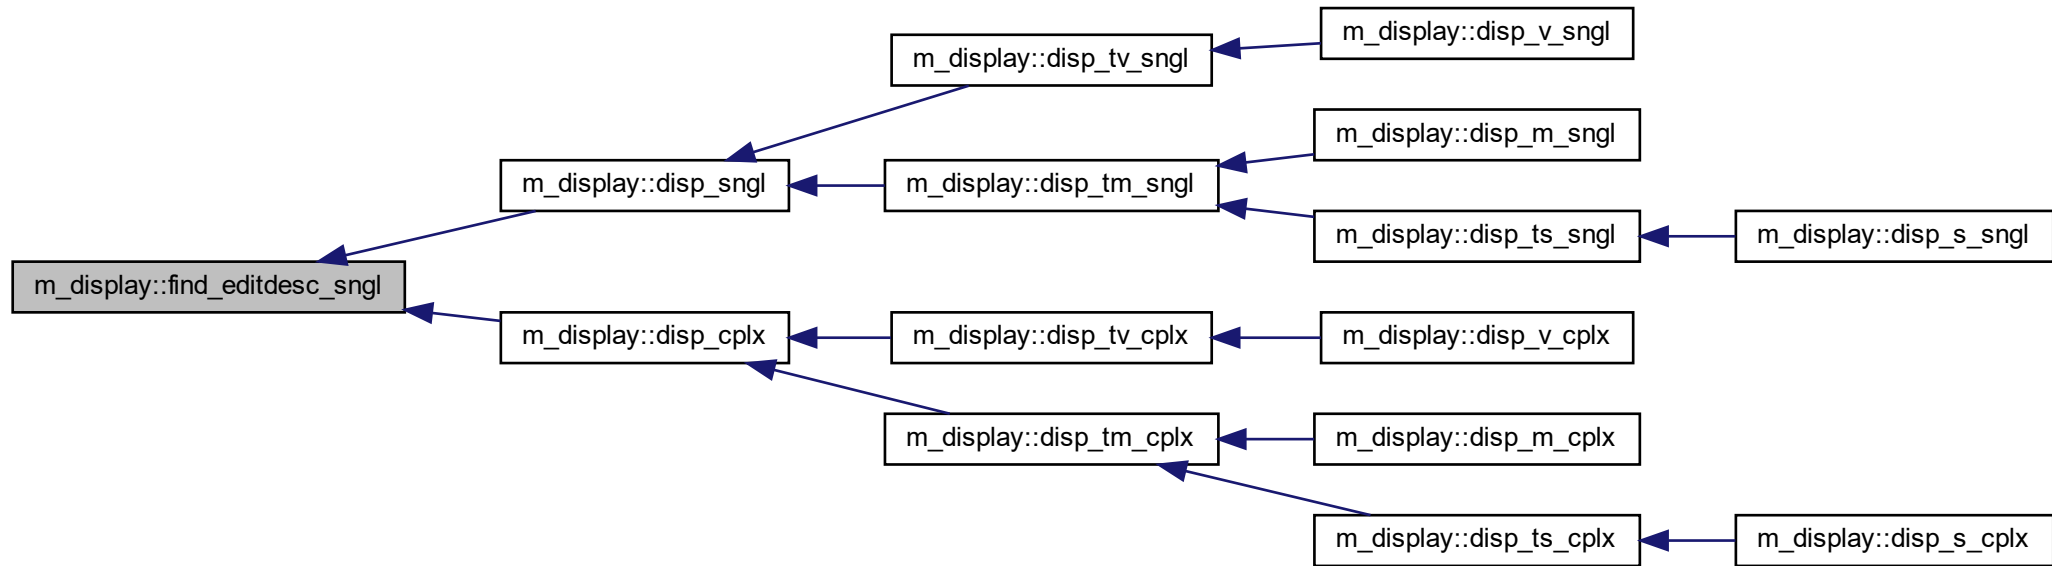 m_display::disp_v_sngl
m_display::disp_tv_sngl
m_display::disp_m_sngl
m_display::disp_sngl
m_display::disp_tm_sngl
m_display::disp_ts_sngl
m_display::disp_s_sngl
m_display::find_editdesc_sngl
m_display::disp_cplx
m_display::disp_tv_cplx
m_display::disp_v_cplx
m_display::disp_tm_cplx
m_display::disp_m_cplx
m_display::disp_ts_cplx
m_display::disp_s_cplx